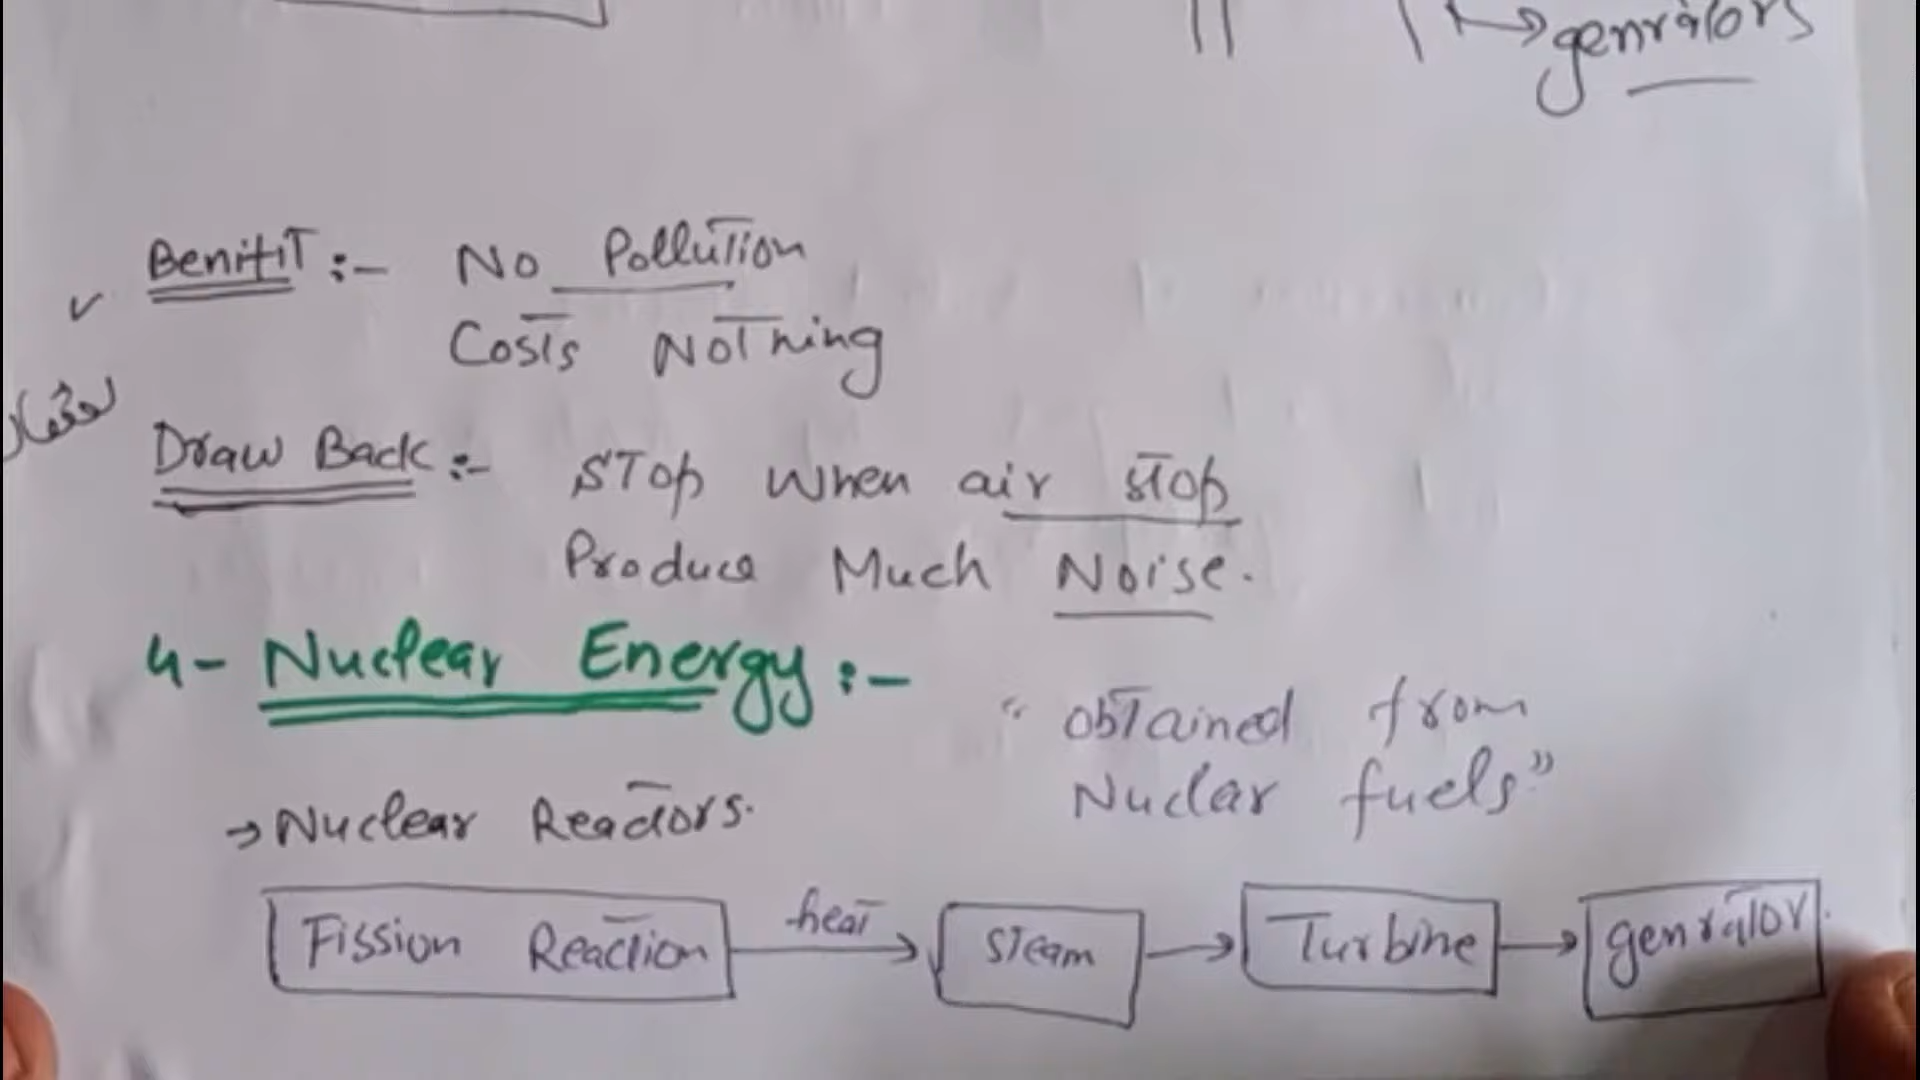 genrators
Benifit :- No Pollution
Costs Nothing
نقصان
Draw Back :- Stop when air stop
Produce Much Noise.
4- Nuclear Energy :-
"obtained from
Nuclar fuels"
→ Nuclear Reactors.
Fission Reaction heat → Steam → Turbine → genrator.